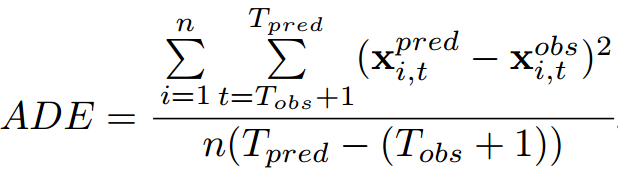 ADE = \frac{\sum_{i=1}^{n} \sum_{t=T_{obs}+1}^{T_{pred}} (\mathbf{x}_{i,t}^{pred} - \mathbf{x}_{i,t}^{obs})^2}{n(T_{pred} - (T_{obs} + 1))}.